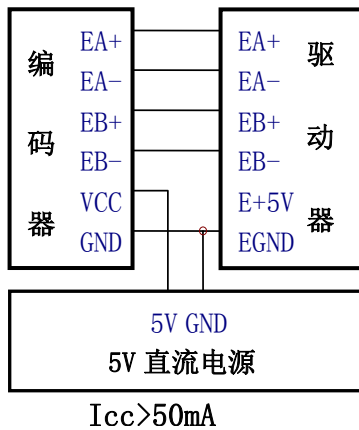 编码器
EA+
EA-
EB+
EB-
VCC
GND
EA+
EA-
EB+
EB-
E+5V
EGND
驱动器
5V GND
5V 直流电源
Icc>50mA